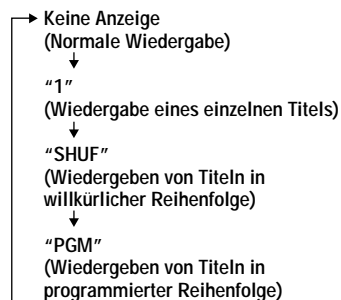 Keine Anzeige
(Normale Wiedergabe)
“1”
(Wiedergabe eines einzelnen Titels)
“SHUF”
(Wiedergeben von Titeln in
willkürlicher Reihenfolge)
“PGM”
(Wiedergeben von Titeln in
programmierter Reihenfolge)